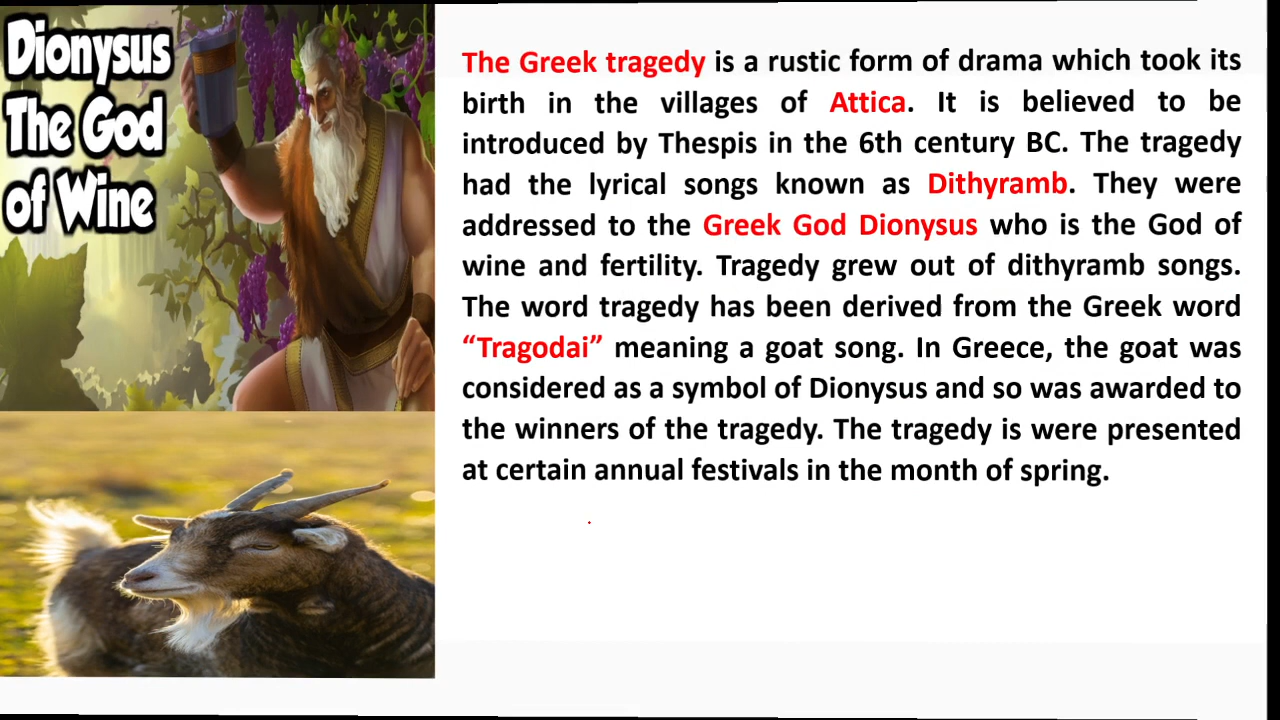 Dionysus
The God
of Wine
The Greek tragedy is a rustic form of drama which took its
birth in the villages of Attica. It is believed to be
introduced by Thespis in the 6th century BC. The tragedy
had the lyrical songs known as Dithyramb. They were
addressed to the Greek God Dionysus who is the God of
wine and fertility. Tragedy grew out of dithyramb songs.
The word tragedy has been derived from the Greek word
“Tragodai” meaning a goat song. In Greece, the goat was
considered as a symbol of Dionysus and so was awarded to
the winners of the tragedy. The tragedy is were presented
at certain annual festivals in the month of spring.